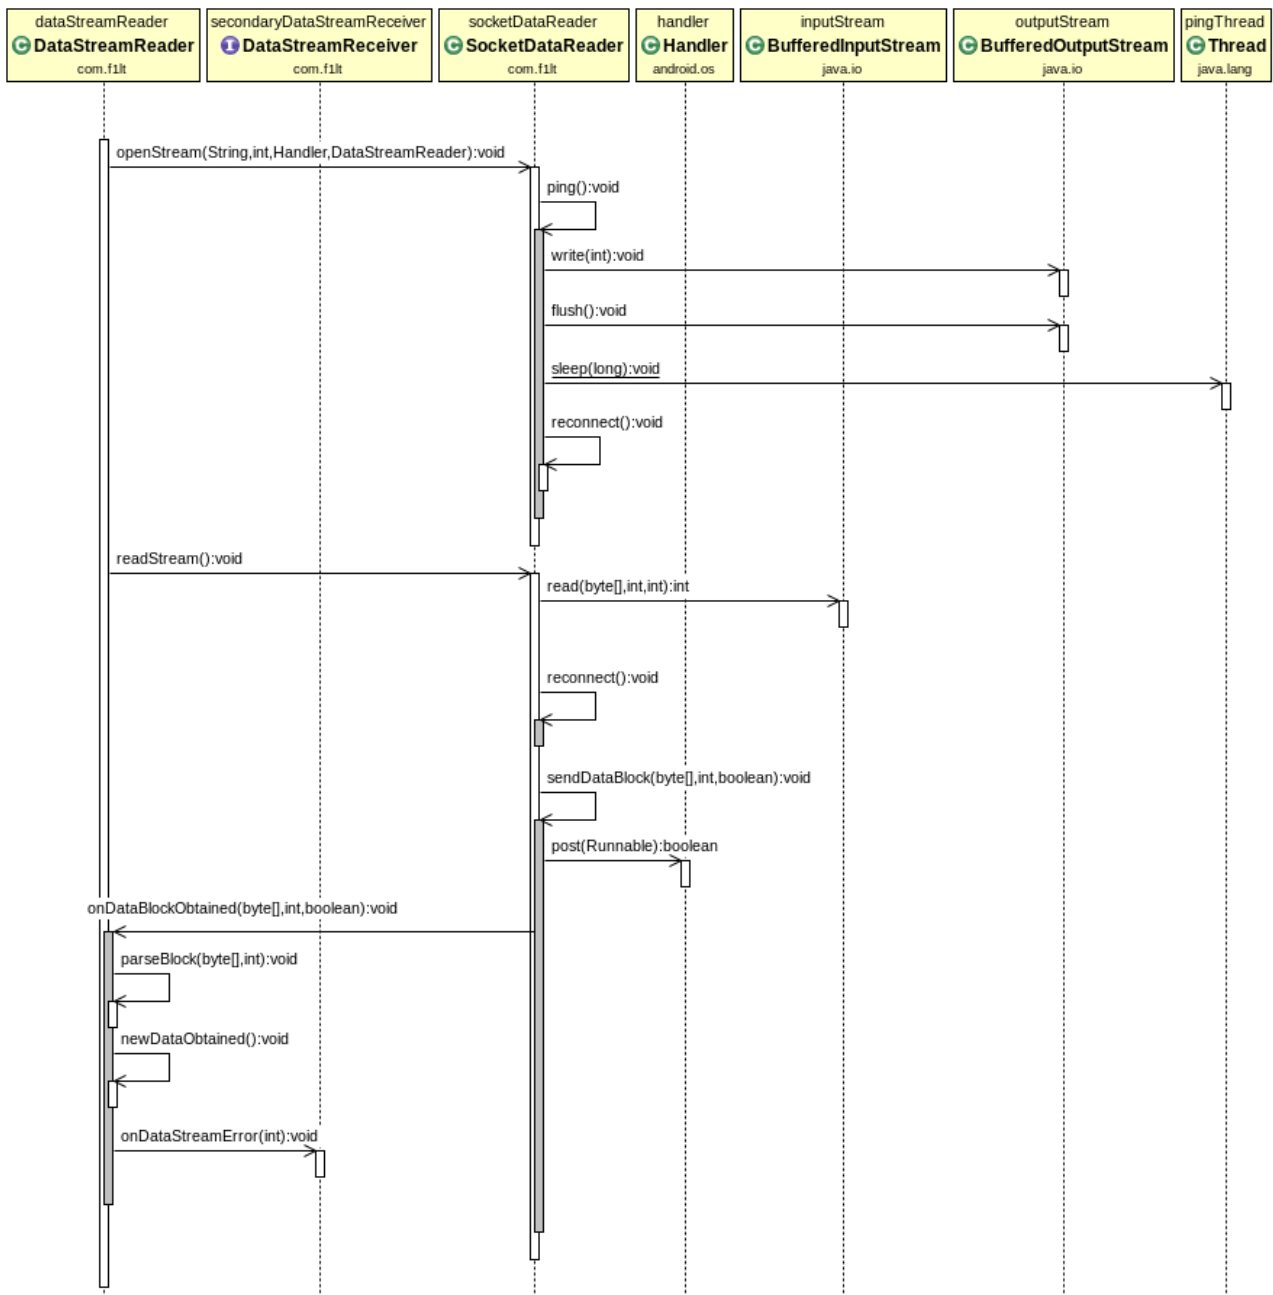 dataStreamReader
C DataStreamReader
com.f1lt
secondaryDataStreamReceiver
I DataStreamReceiver
com.f1lt
socketDataReader
C SocketDataReader
com.f1lt
handler
C Handler
android.os
inputStream
C BufferedInputStream
java.io
outputStream
C BufferedOutputStream
java.io
pingThread
C Thread
java.lang
openStream(String,int,Handler,DataStreamReader):void
ping():void
write(int):void
flush():void
sleep(long):void
reconnect():void
readStream():void
read(byte[],int,int):int
reconnect():void
sendDataBlock(byte[],int,boolean):void
post(Runnable):boolean
onDataBlockObtained(byte[],int,boolean):void
parseBlock(byte[],int):void
newDataObtained():void
onDataStreamError(int):void